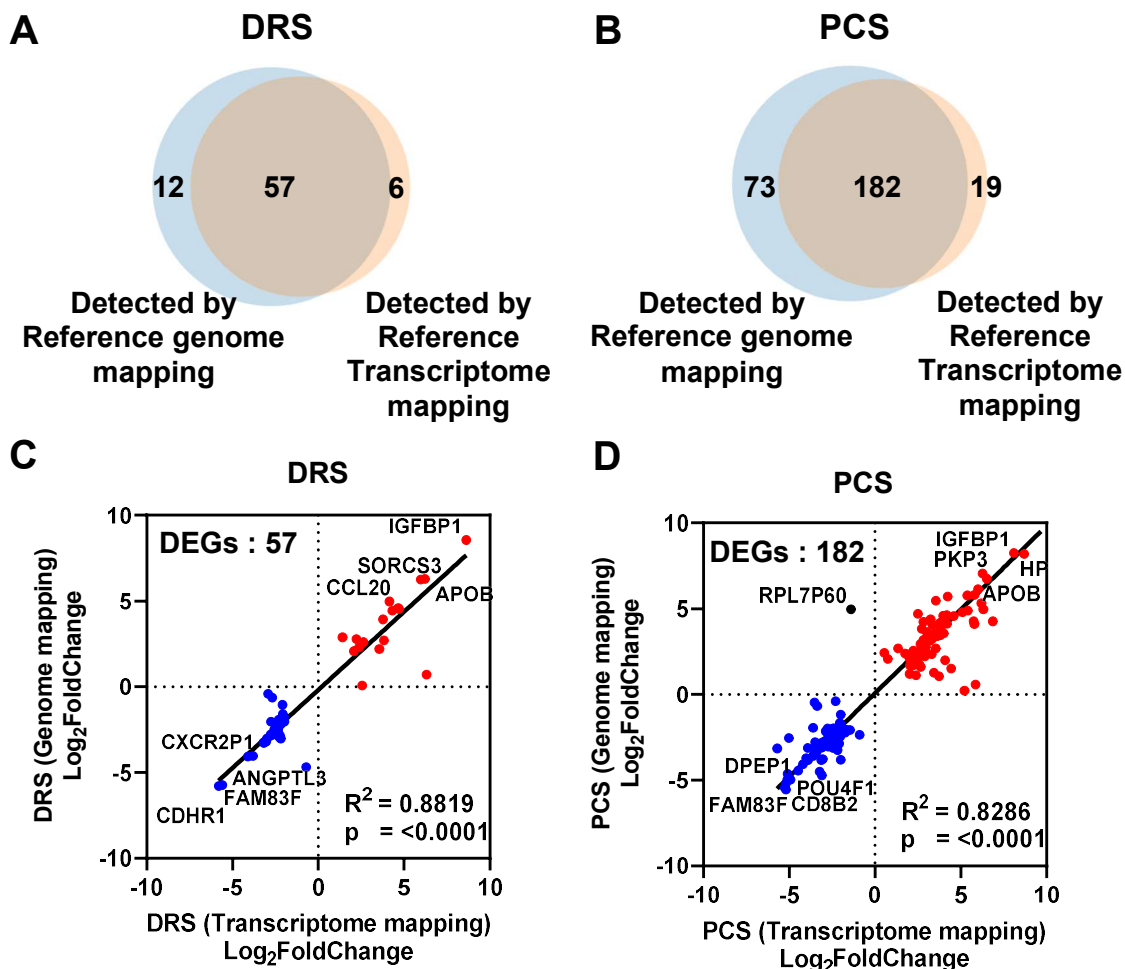 A
DRS
12
57
6
Detected by
Reference genome
mapping
Detected by
Reference
Transcriptome
mapping
B
PCS
73
182
19
Detected by
Reference genome
mapping
Detected by
Reference
Transcriptome
mapping
C
DRS
DRS (Genome mapping)
Log2FoldChange
10
5
0
-5
-10
DEGs : 57
IGFBP1
SORCS3
CCL20
APOB
CXCR2P1
ANGPTL3
FAM83F
CDHR1
R² = 0.8819
p = <0.0001
-10
-5
0
5
10
DRS (Transcriptome mapping)
Log2FoldChange
D
PCS
PCS (Genome mapping)
Log2FoldChange
10
5
0
-5
-10
DEGs : 182
IGFBP1
PKP3
HP
APOB
RPL7P60
DPEP1
POU4F1
FAM83F
CD8B2
R² = 0.8286
p = <0.0001
-10
-5
0
5
10
PCS (Transcriptome mapping)
Log2FoldChange